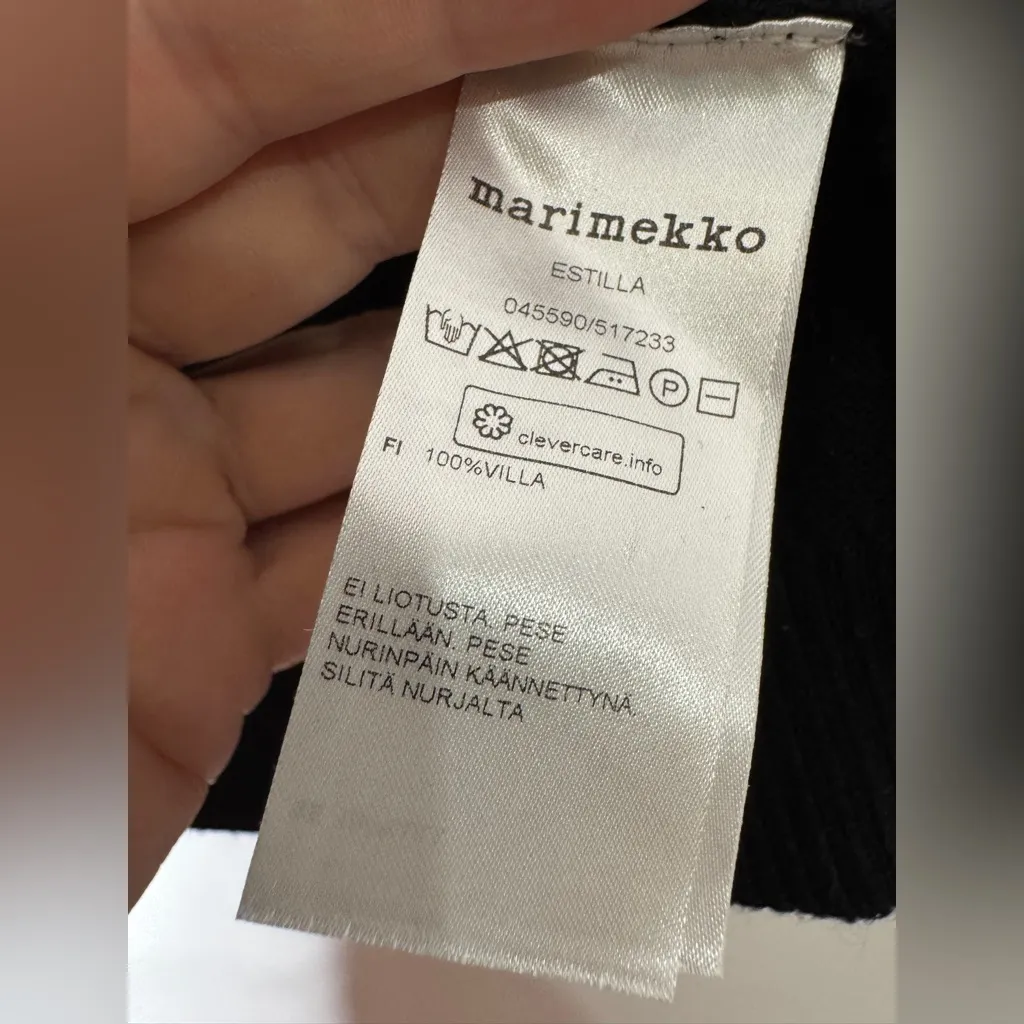 marimekko
ESTILLA
045590/517233
P
clevercare.info
FI 100%VILLA
EI LIOTUSTA. PESE
ERILLÄÄN. PESE
NURINPÄIN KÄÄNNETTYNÄ.
SILITÄ NURJALTA